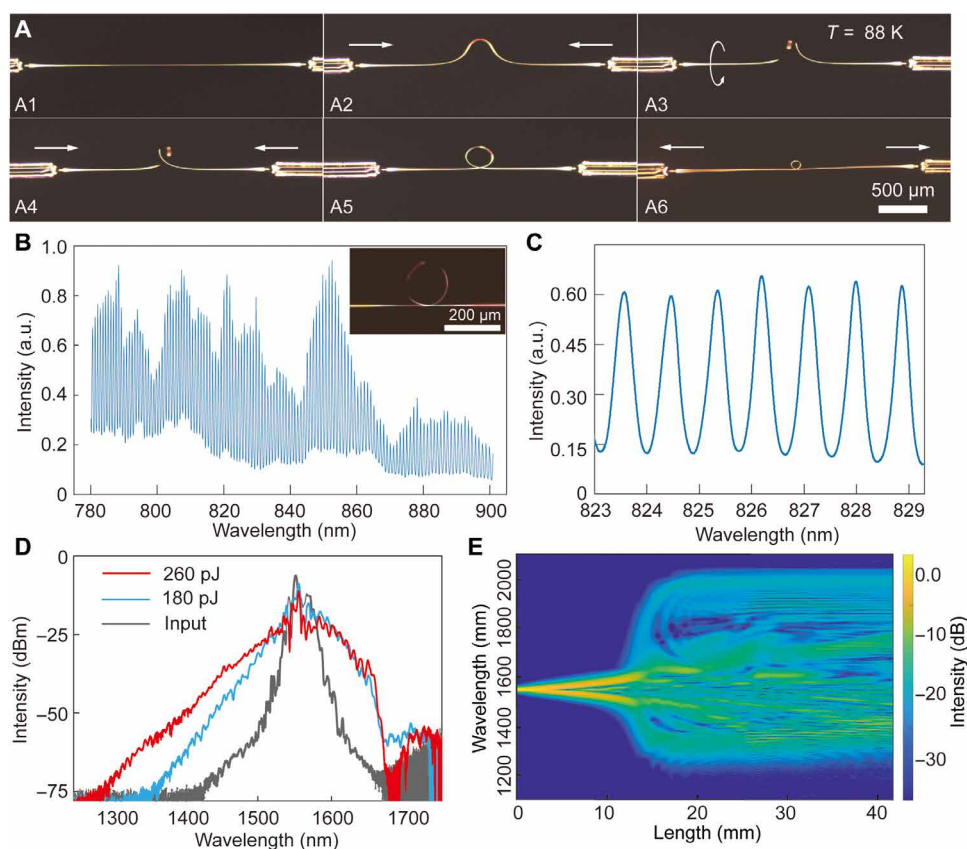 A
T = 88 K
A1
A2
A3
A4
A5
A6
500 µm
B
Intensity (a.u.)
1.0
0.8
0.6
0.4
0.2
0
200 µm
780 800 820 840 860 880 900
Wavelength (nm)
C
Intensity (a.u.)
0.60
0.45
0.30
0.15
0
823 824 825 826 827 828 829
Wavelength (nm)
D
Intensity (dBm)
0
−25
−50
−75
260 pJ
180 pJ
Input
1300 1400 1500 1600 1700
Wavelength (nm)
E
Wavelength (mm)
2000
1800
1600
1500
1200
0 10 20 30 40
Length (mm)
0.0
−10
−20
−30
Intensity (dB)